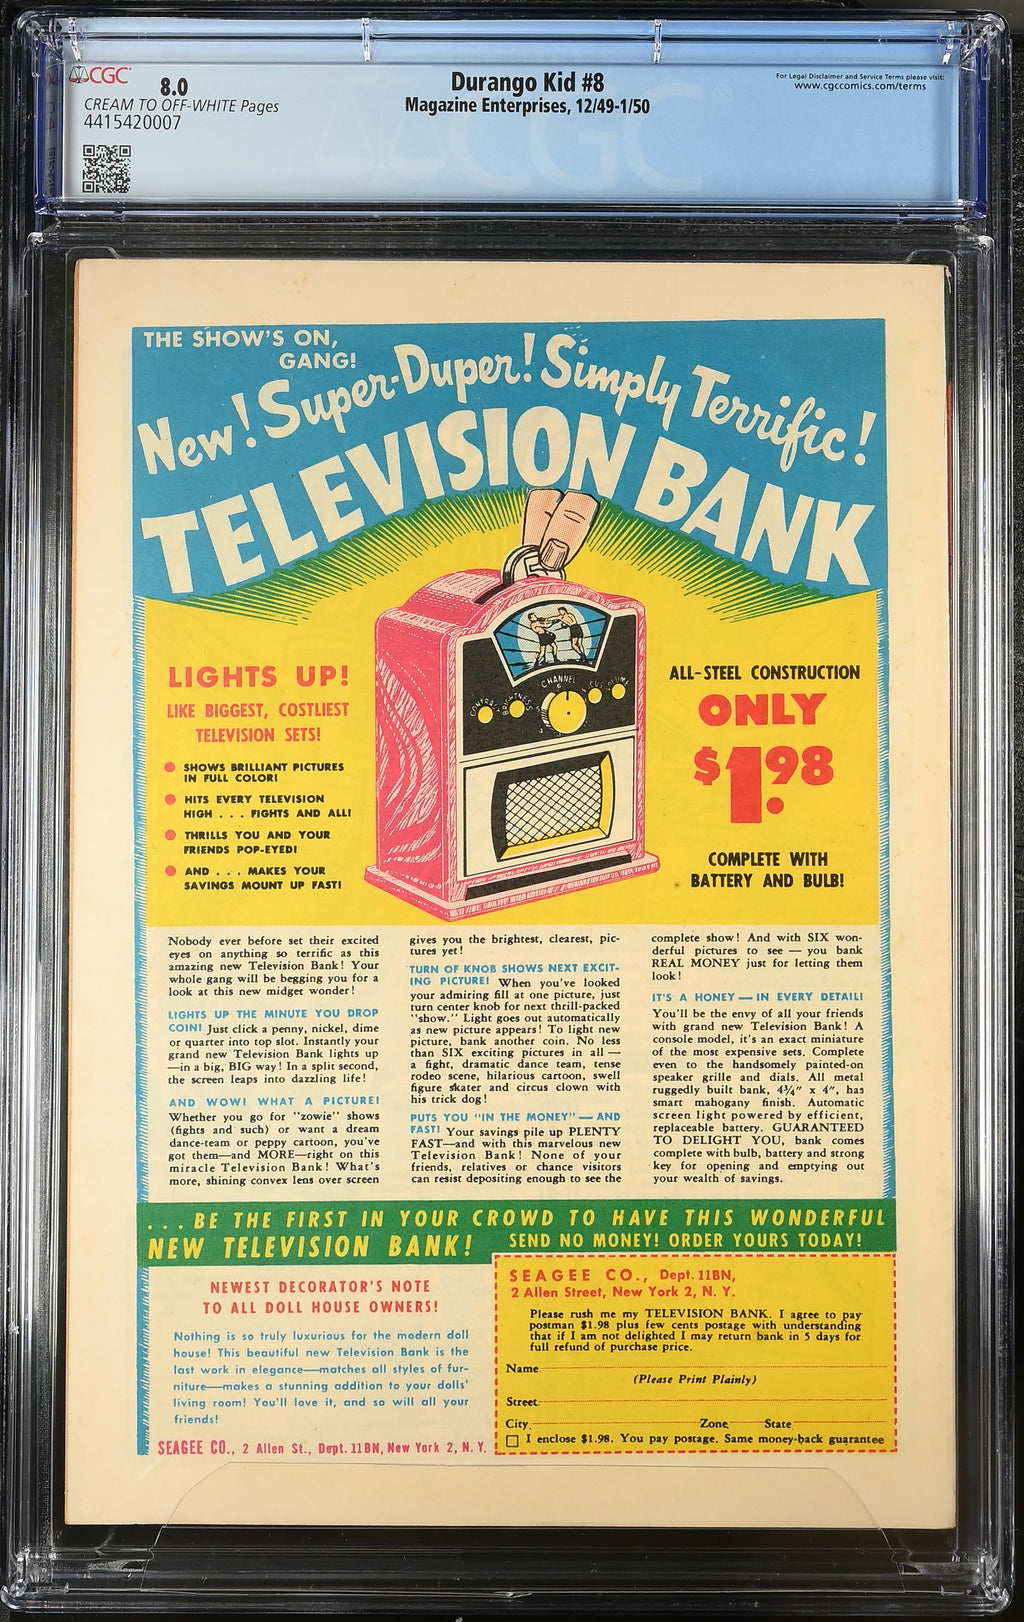 CGC
8.0
CREAM TO OFF-WHITE Pages
4415420007
Durango Kid #8
Magazine Enterprises, 12/49-1/50
For Legal Disclaimer and Service Terms please visit:
www.cgccomics.com/terms
CGC
THE SHOW'S ON,
GANG!
New! Super-Duper! Simply Terrific!
TELEVISION BANK
LIGHTS UP!
LIKE BIGGEST, COSTLIEST
TELEVISION SETS!
SHOWS BRILLIANT PICTURES
IN FULL COLOR!
HITS EVERY TELEVISION
HIGH . . . FIGHTS AND ALL!
THRILLS YOU AND YOUR
FRIENDS POP-EYED!
AND . . . MAKES YOUR
SAVINGS MOUNT UP FAST!
CONTRAST BRIGHTNESS CHANNEL FOCUS VOLUME
ALL-STEEL CONSTRUCTION
ONLY
$1.98
COMPLETE WITH
BATTERY AND BULB!
Nobody ever before set their excited
eyes on anything so terrific as this
amazing new Television Bank! Your
whole gang will be begging you for a
look at this new midget wonder!
LIGHTS UP THE MINUTE YOU DROP
COIN! Just click a penny, nickel, dime
or quarter into top slot. Instantly your
grand new Television Bank lights up
—in a big, BIG way! In a split second,
the screen leaps into dazzling life!
AND WOW! WHAT A PICTURE!
Whether you go for "zowie" shows
(fights and such) or want a dream
dance-team or peppy cartoon, you've
got them—and MORE—right on this
miracle Television Bank! What's
more, shining convex lens over screen
gives you the brightest, clearest, pic-
tures yet!
TURN OF KNOB SHOWS NEXT EXCIT-
ING PICTURE! When you've looked
your admiring fill at one picture, just
turn center knob for next thrill-packed
"show." Light goes out automatically
as new picture appears! To light new
picture, bank another coin. No less
than SIX exciting pictures in all —
a fight, dramatic dance team, tense
rodeo scene, hilarious cartoon, swell
figure skater and circus clown with
his trick dog!
PUTS YOU "IN THE MONEY"—AND
FAST! Your savings pile up PLENTY
FAST—and with this marvelous new
Television Bank! None of your
friends, relatives or chance visitors
can resist depositing enough to see the
complete show! And with SIX won-
derful pictures to see — you bank
REAL MONEY just for letting them
look!
IT'S A HONEY — IN EVERY DETAIL!
You'll be the envy of all your friends
with grand new Television Bank! A
console model, it's an exact miniature
of the most expensive sets. Complete
even to the handsomely painted-on
speaker grille and dials. All metal
ruggedly built bank, 4¾" x 4", has
smart mahogany finish. Automatic
screen light powered by efficient,
replaceable battery. GUARANTEED
TO DELIGHT YOU, bank comes
complete with bulb, battery and strong
key for opening and emptying out
your wealth of savings.
...BE THE FIRST IN YOUR CROWD TO HAVE THIS WONDERFUL
NEW TELEVISION BANK! SEND NO MONEY! ORDER YOURS TODAY!
NEWEST DECORATOR'S NOTE
TO ALL DOLL HOUSE OWNERS!
Nothing is so truly luxurious for the modern doll
house! This beautiful new Television Bank is the
last work in elegance—matches all styles of fur-
niture—makes a stunning addition to your dolls'
living room! You'll love it, and so will all your
friends!
SEAGEE CO., 2 Allen St., Dept. 11BN, New York 2, N. Y.
SEAGEE CO., Dept. 11BN,
2 Allen Street, New York 2, N. Y.
Please rush me my TELEVISION BANK. I agree to pay
postman $1.98 plus few cents postage with understanding
that if I am not delighted I may return bank in 5 days for
full refund of purchase price.
Name
(Please Print Plainly)
Street
City Zone State
I enclose $1.98. You pay postage. Same money-back guarantee